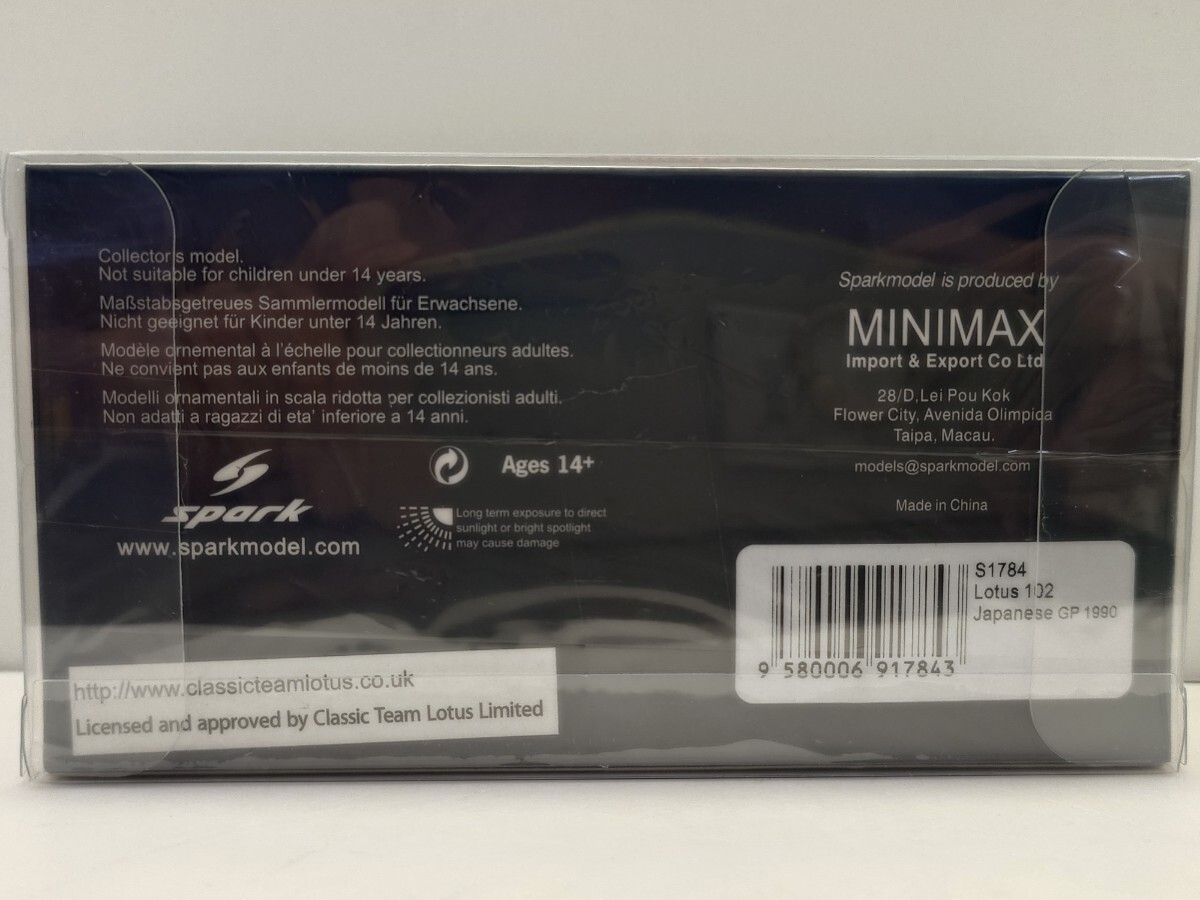 Collector s model.
Not suitable for children under 14 years.
Maßstabsgetreues Sammlermodell für Erwachsene.
Nicht geeignet für Kinder unter 14 Jahren.
Modèle ornemental à l'échelle pour collectionneurs adultes.
Ne convient pas aux enfants de moins de 14 ans.
Modelli ornamentali in scala ridotta per collezionisti adulti.
Non adatti a ragazzi di eta' inferiore a 14 anni.
spark
www.sparkmodel.com
Ages 14+
Long term exposure to direct
sunlight or bright spotlight
may cause damage
Sparkmodel is produced by
MINIMAX
Import & Export Co Ltd
28/D,Lei Pou Kok
Flower City, Avenida Olimpica
Taipa, Macau.
models@sparkmodel.com
Made in China
S1784
Lotus 102
Japanese GP 1990
9 580006 917843
http://www.classicteamlotus.co.uk
Licensed and approved by Classic Team Lotus Limited